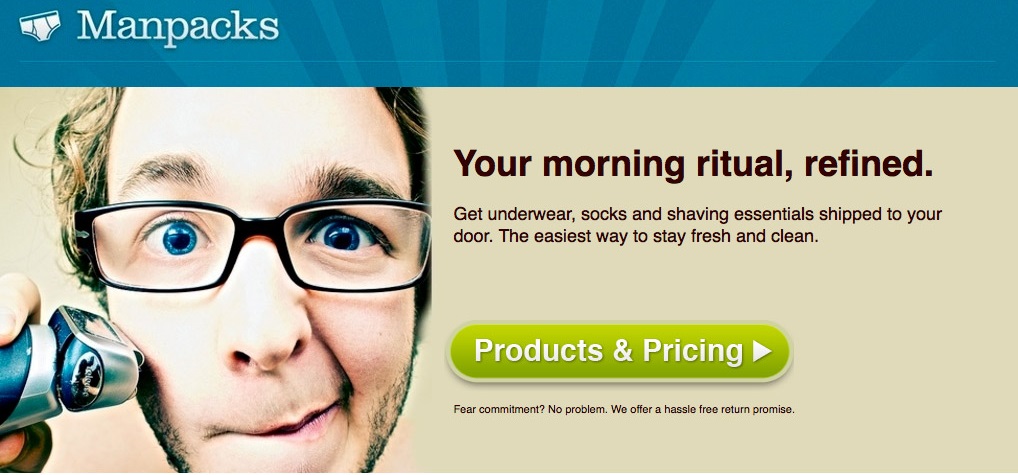 Manpacks
Your morning ritual, refined.
Get underwear, socks and shaving essentials shipped to your
door. The easiest way to stay fresh and clean.
Products & Pricing
Fear commitment? No problem. We offer a hassle free return promise.